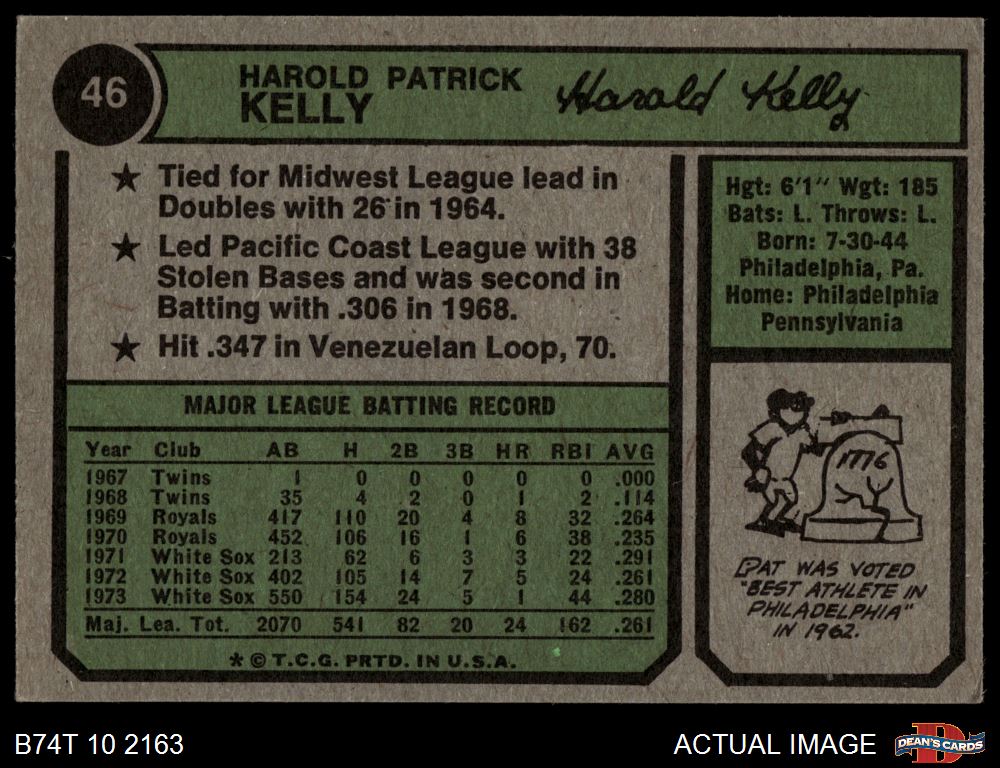 46
HAROLD PATRICK
KELLY
Harold Kelly
★ Tied for Midwest League lead in
Doubles with 26 in 1964.
★ Led Pacific Coast League with 38
Stolen Bases and was second in
Batting with .306 in 1968.
★ Hit .347 in Venezuelan Loop, 70.
MAJOR LEAGUE BATTING RECORD
Year Club AB H 2B 3B HR RBI AVG
1967 Twins 1 0 0 0 0 0 .000
1968 Twins 35 4 2 0 1 2 .114
1969 Royals 417 110 20 4 8 32 .264
1970 Royals 452 106 16 1 6 38 .235
1971 White Sox 213 62 6 3 3 22 .291
1972 White Sox 402 105 14 7 5 24 .261
1973 White Sox 550 154 24 5 1 44 .280
Maj. Lea. Tot. 2070 541 82 20 24 162 .261
* © T.C.G. PRTD. IN U.S.A.
Hgt: 6'1" Wgt: 185
Bats: L. Throws: L.
Born: 7-30-44
Philadelphia, Pa.
Home: Philadelphia
Pennsylvania
1776
PAT WAS VOTED
"BEST ATHLETE IN
PHILADELPHIA"
IN 1962.
B74T 10 2163
ACTUAL IMAGE
D
DEAN'S CARDS